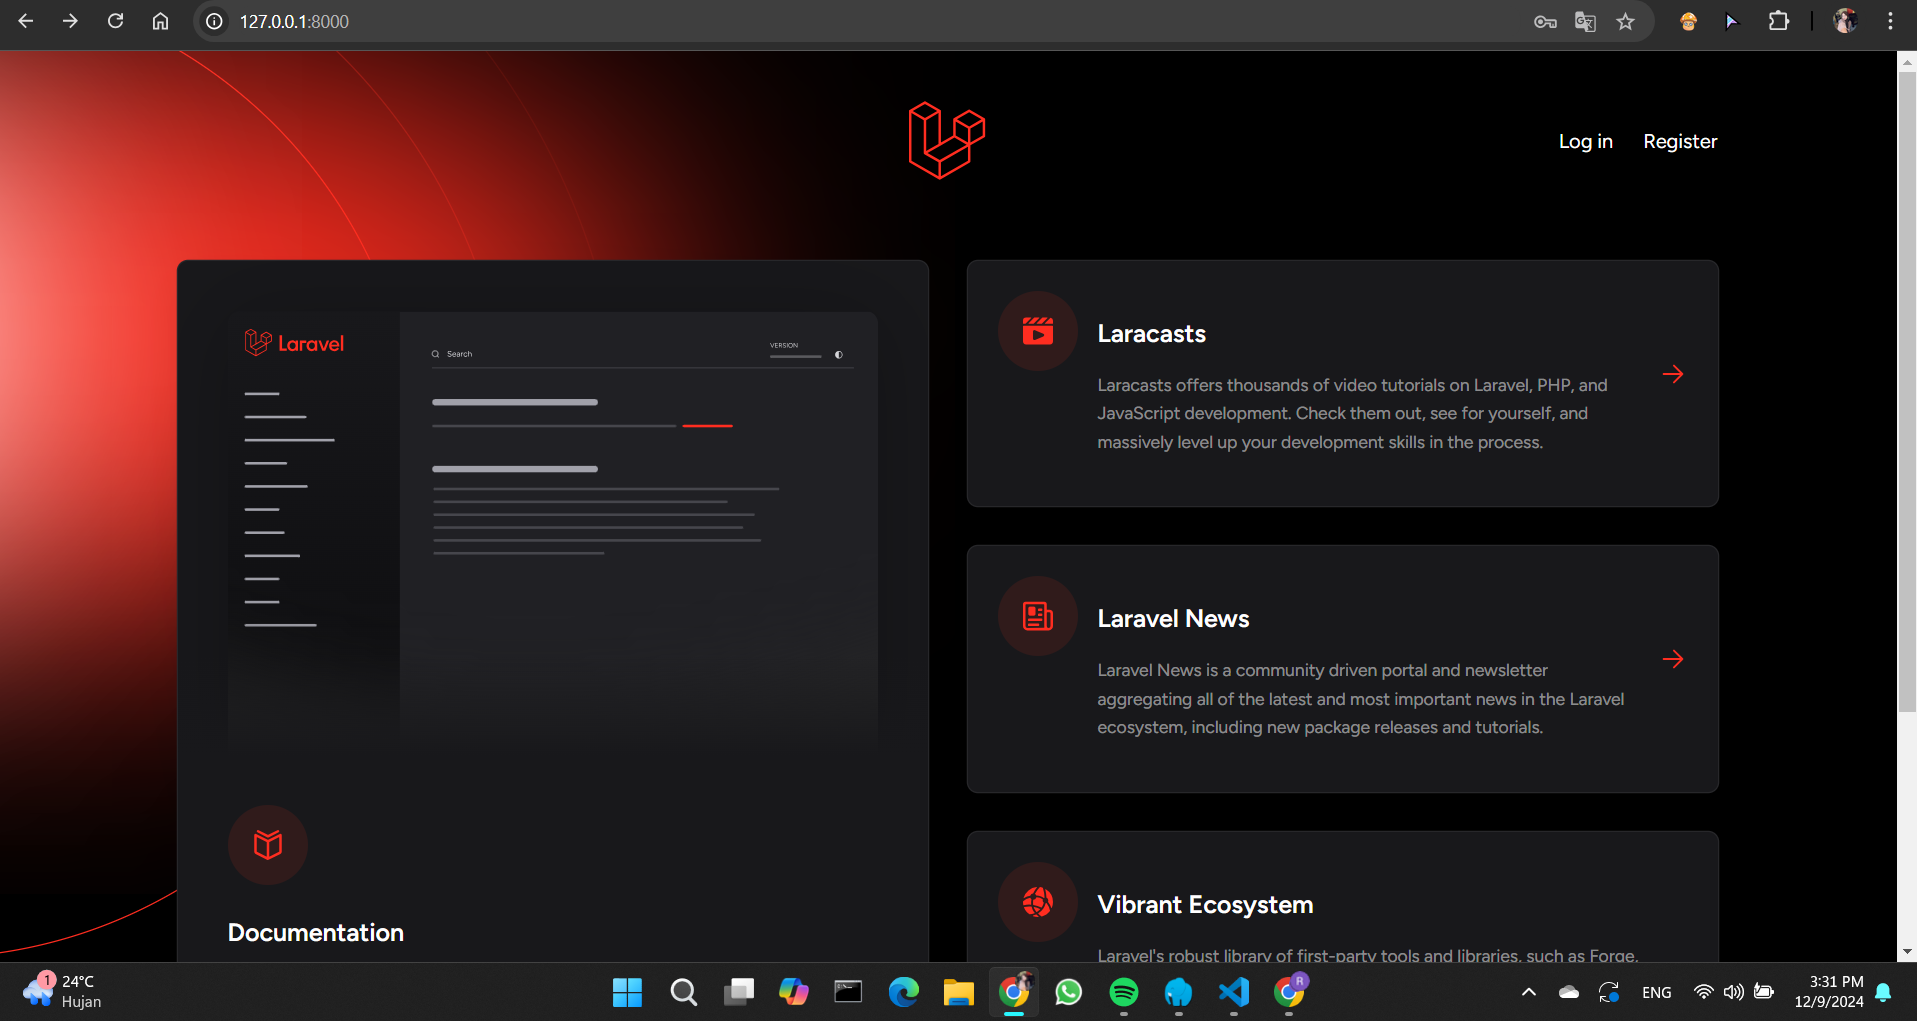 127.0.0.1:8000
Log in
Register
Laravel
Search
VERSION
Laracasts
Laracasts offers thousands of video tutorials on Laravel, PHP, and
JavaScript development. Check them out, see for yourself, and
massively level up your development skills in the process.
Laravel News
Laravel News is a community driven portal and newsletter
aggregating all of the latest and most important news in the Laravel
ecosystem, including new package releases and tutorials.
Documentation
Vibrant Ecosystem
Laravel's robust library of first-party tools and libraries, such as Forge,
1
24°C
Hujan
R
ENG
3:31 PM
12/9/2024